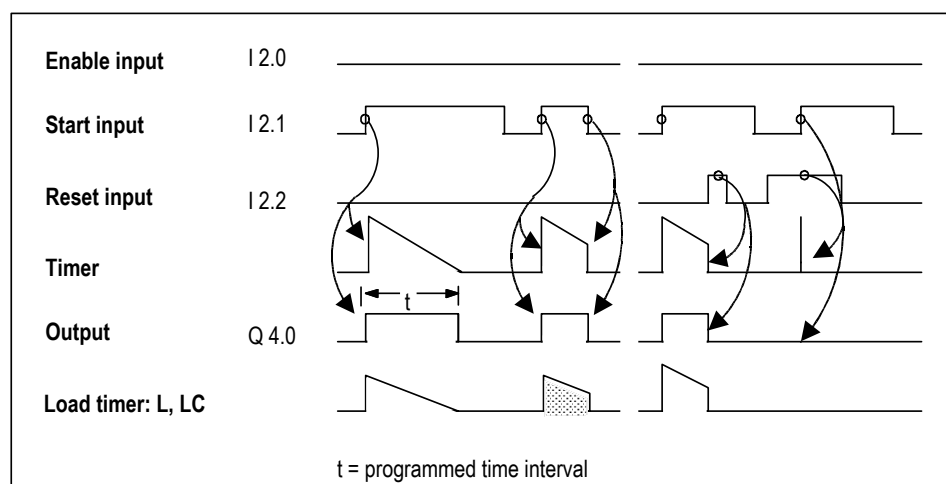 Enable input I 2.0
Start input I 2.1
Reset input I 2.2
Timer
t
Output Q 4.0
Load timer: L, LC
t = programmed time interval